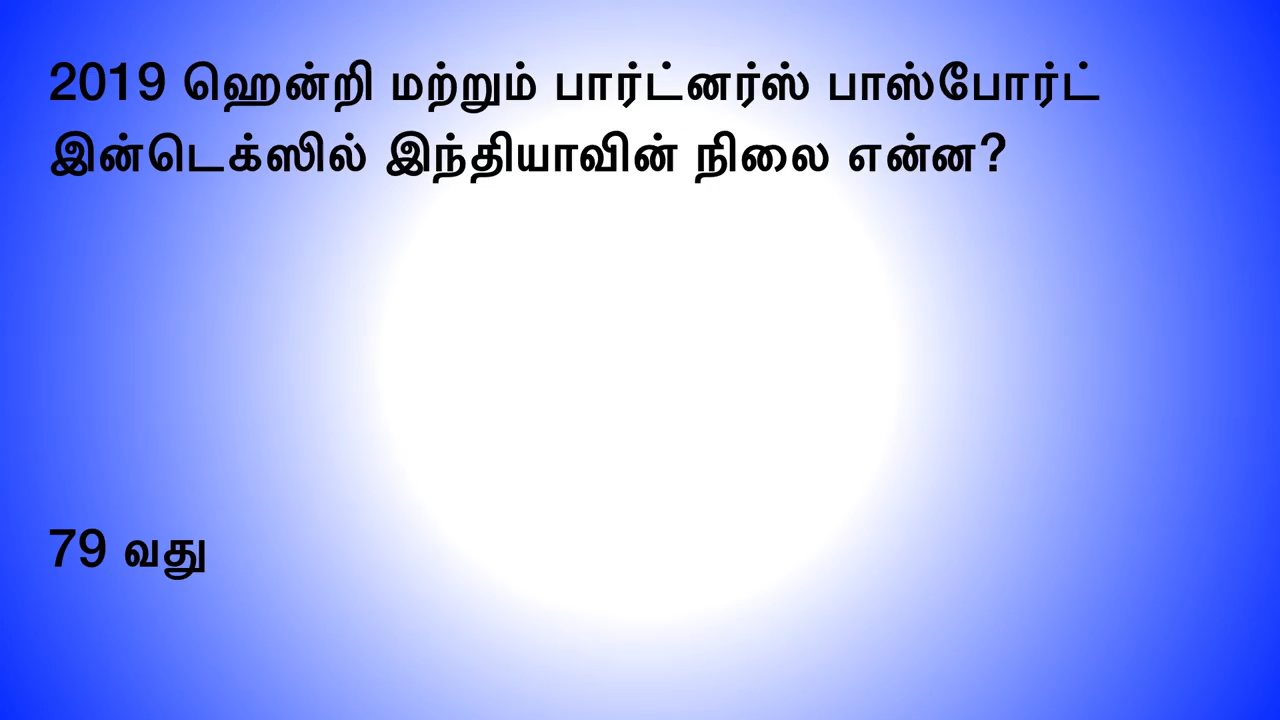 2019 ஹென்றி மற்றும் பார்ட்னர்ஸ் பாஸ்போர்ட்
இன்டெக்ஸில் இந்தியாவின் நிலை என்ன?
79 வது